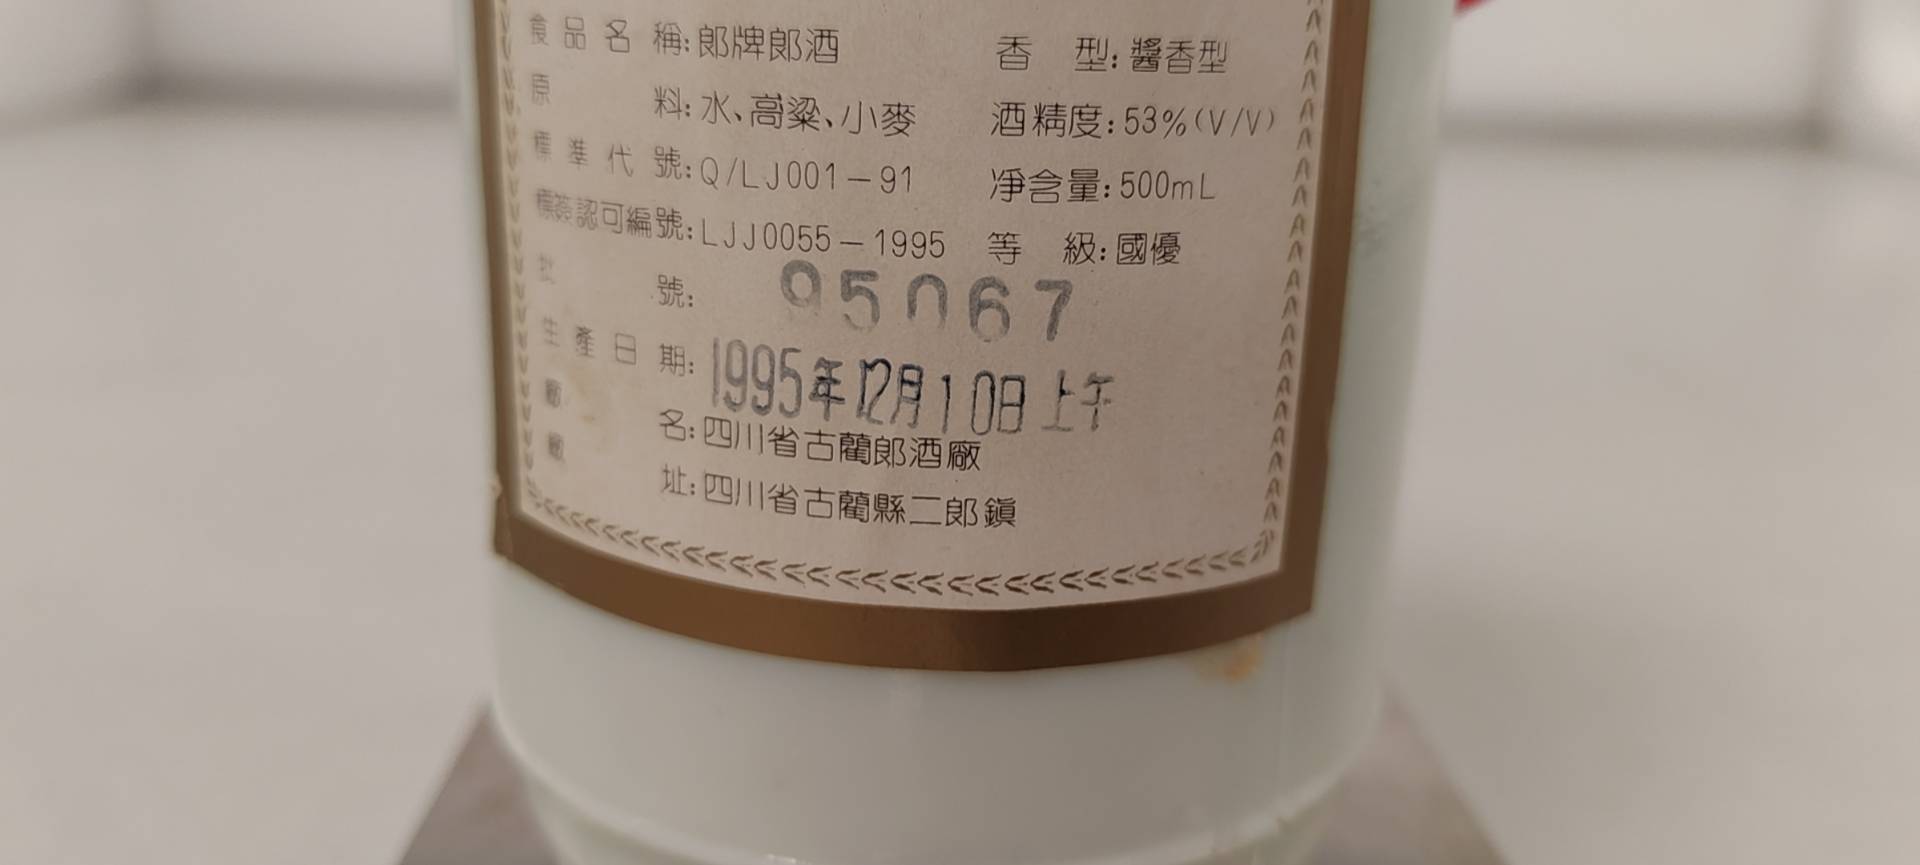 食品名稱:郎牌郎酒 香型:醬香型
原料:水、高粱、小麥 酒精度:53%(V/V)
標準代號:Q/LJ001-91 凈含量:500mL
標簽認可編號:LJJ0055-1995 等級:國優
批號:95067
生產日期:1995年12月10日上午
廠名:四川省古藺郎酒廠
廠址:四川省古藺縣二郎鎮